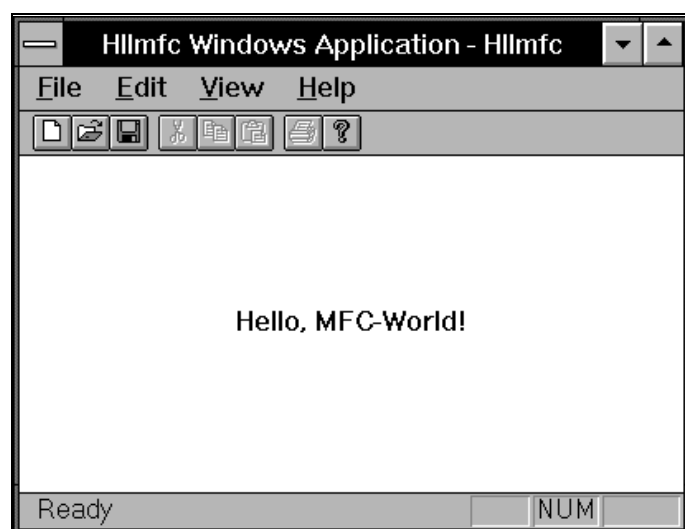 Hllmfc Windows Application - Hllmfc
File Edit View Help
?
Hello, MFC-World!
Ready NUM